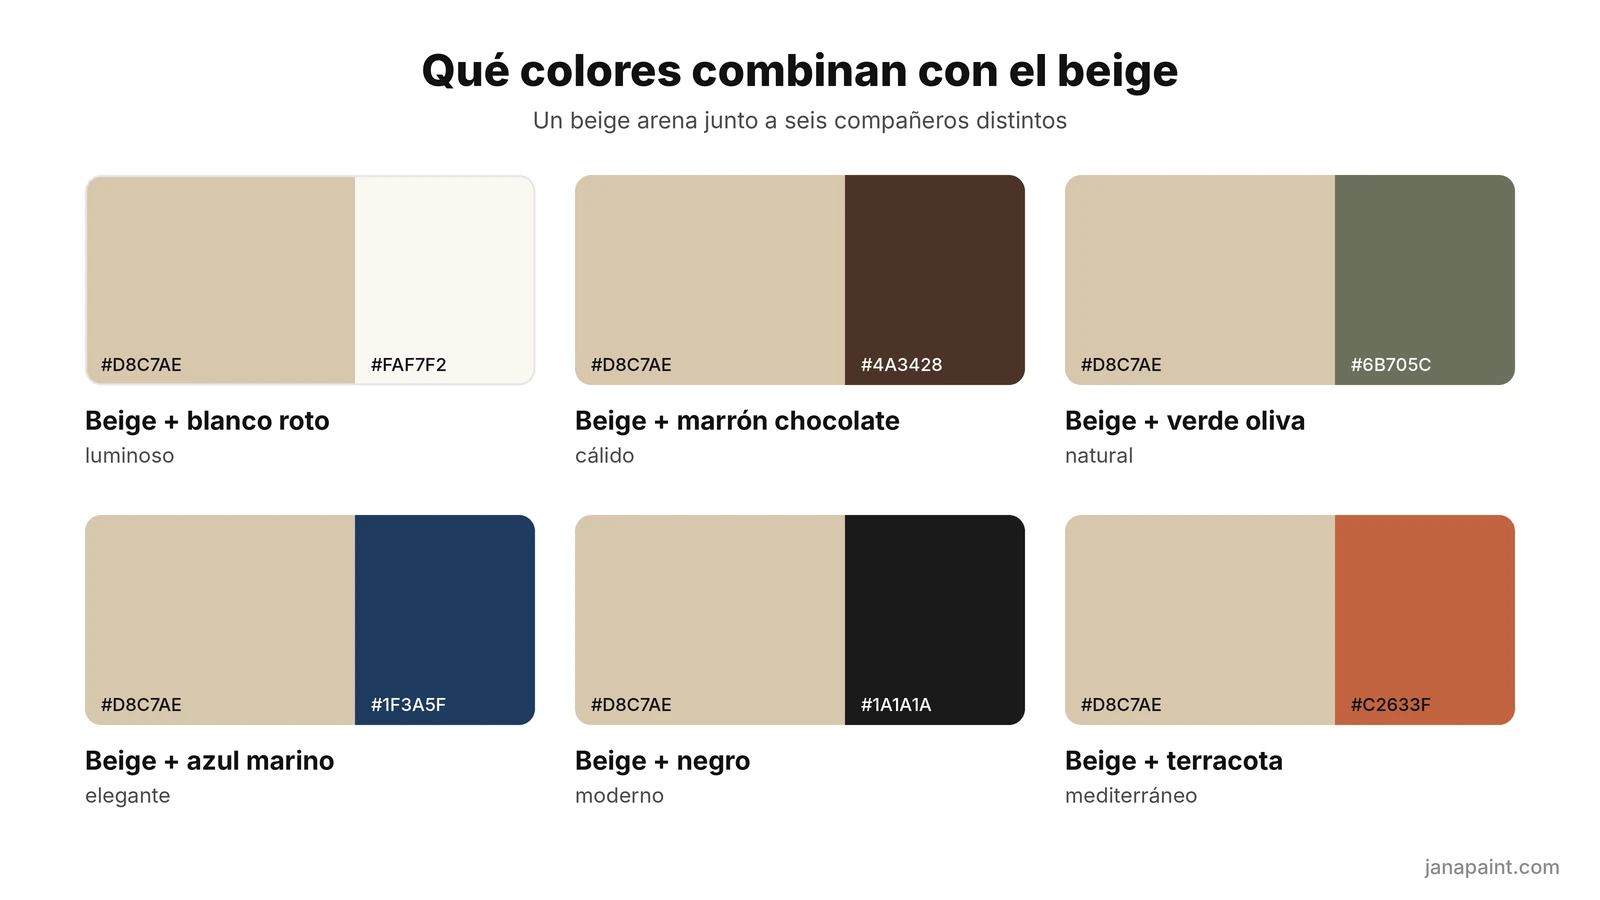 Qué colores combinan con el beige
Un beige arena junto a seis compañeros distintos
#D8C7AE
#FAF7F2
#D8C7AE
#4A3428
#D8C7AE
#6B705C
Beige + blanco roto
luminoso
Beige + marrón chocolate
cálido
Beige + verde oliva
natural
#D8C7AE
#1F3A5F
#D8C7AE
#1A1A1A
#D8C7AE
#C2633F
Beige + azul marino
elegante
Beige + negro
moderno
Beige + terracota
mediterráneo
janapaint.com